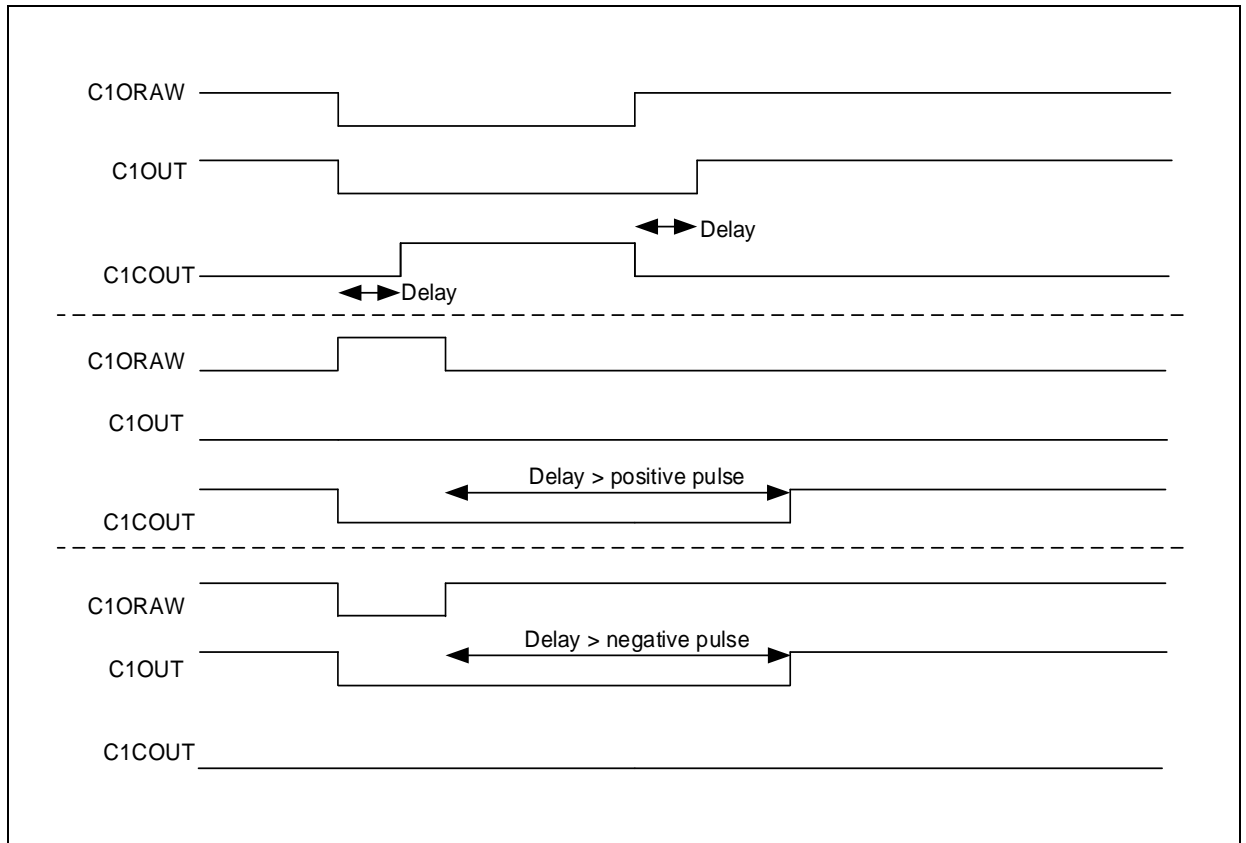 C1ORAW
C1OUT
Delay
C1COUT
Delay
C1ORAW
C1OUT
Delay > positive pulse
C1COUT
C1ORAW
Delay > negative pulse
C1OUT
C1COUT